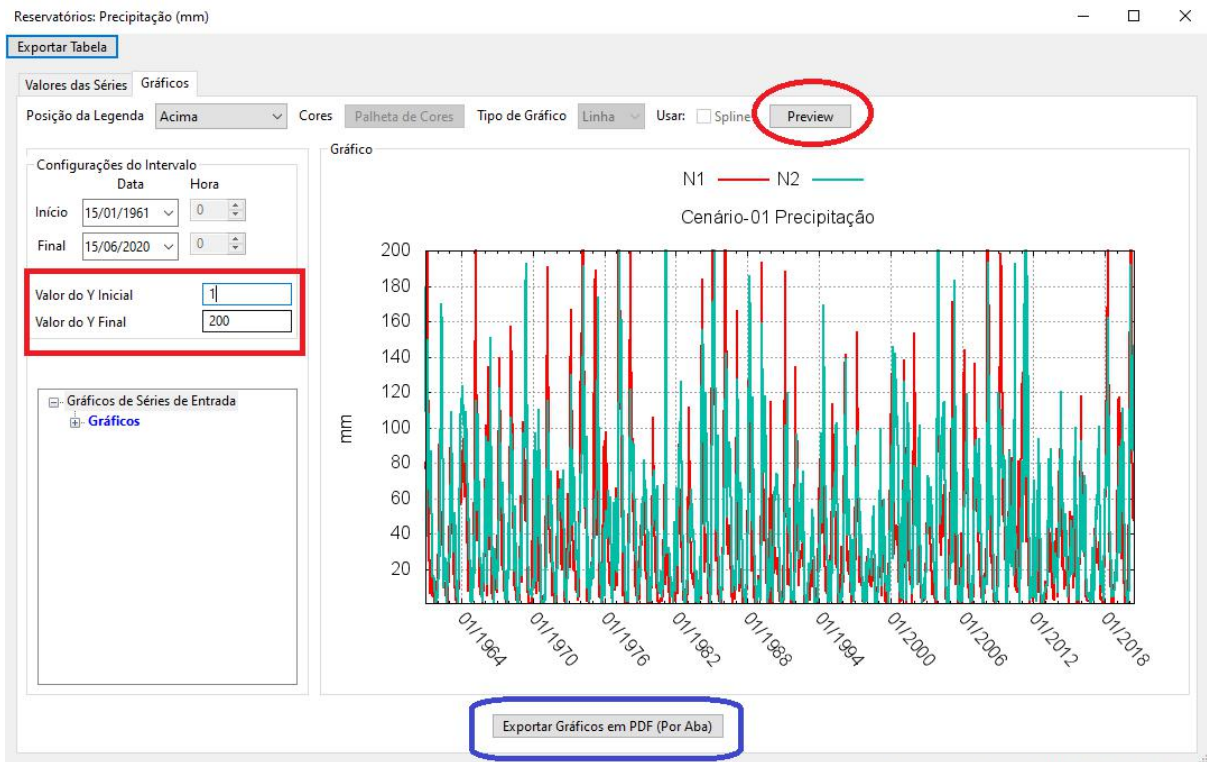 Reservatórios: Precipitação (mm)
Exportar Tabela
Valores das Séries Gráficos
Posição da Legenda Acima Cores Palheta de Cores Tipo de Gráfico Linha Usar: Spline Preview
Configurações do Intervalo
Data Hora
Início 15/01/1961 0
Final 15/06/2020 0
Valor do Y Inicial 1
Valor do Y Final 200
Gráficos de Séries de Entrada
Gráficos
Gráfico
N1 N2
Cenário-01 Precipitação
200
180
160
140
120
100
80
60
40
20
mm
01/1964 01/1970 01/1976 01/1982 01/1988 01/1994 01/2000 01/2006 01/2012 01/2018
Exportar Gráficos em PDF (Por Aba)